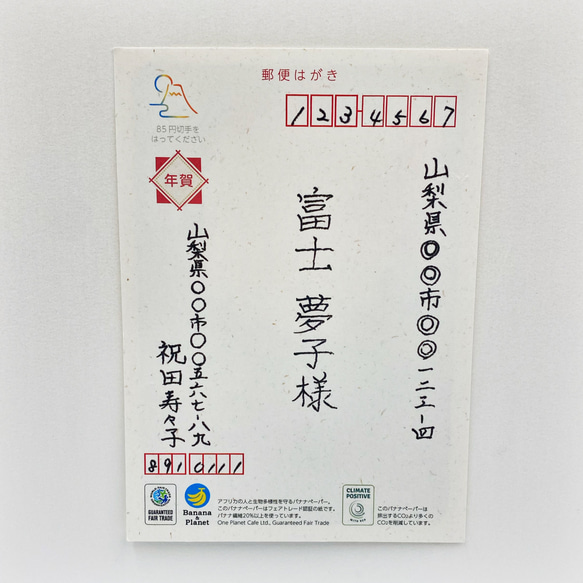 郵便はがき
1234567
85円切手を
はってください
年賀
山梨県◎◎市◎◎一二三-四
富士 夢子様
山梨県〇〇市〇〇五六七-八九
祝田寿々子
8910111
GUARANTEED
FAIR TRADE
Banana
&
Planet
アフリカの人と生物多様性を守るバナナペーパー。
このバナナペーパーはフェアトレード認証の紙です。
バナナ繊維20%以上を使っています。
One Planet Cafe Ltd., Guaranteed Fair Trade
CLIMATE
POSITIVE
このバナナペーパーは
排出するCO₂より多くの
CO₂を削減しています。